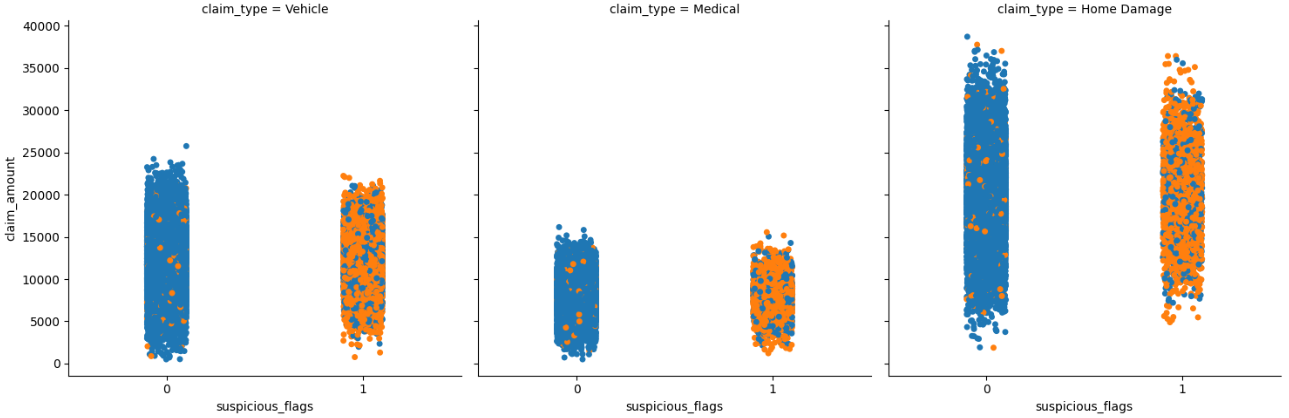 claim_type = Vehicle
claim_type = Medical
claim_type = Home Damage
claim_amount
40000
35000
30000
25000
20000
15000
10000
5000
0
0 1
0 1
0 1
suspicious_flags
suspicious_flags
suspicious_flags